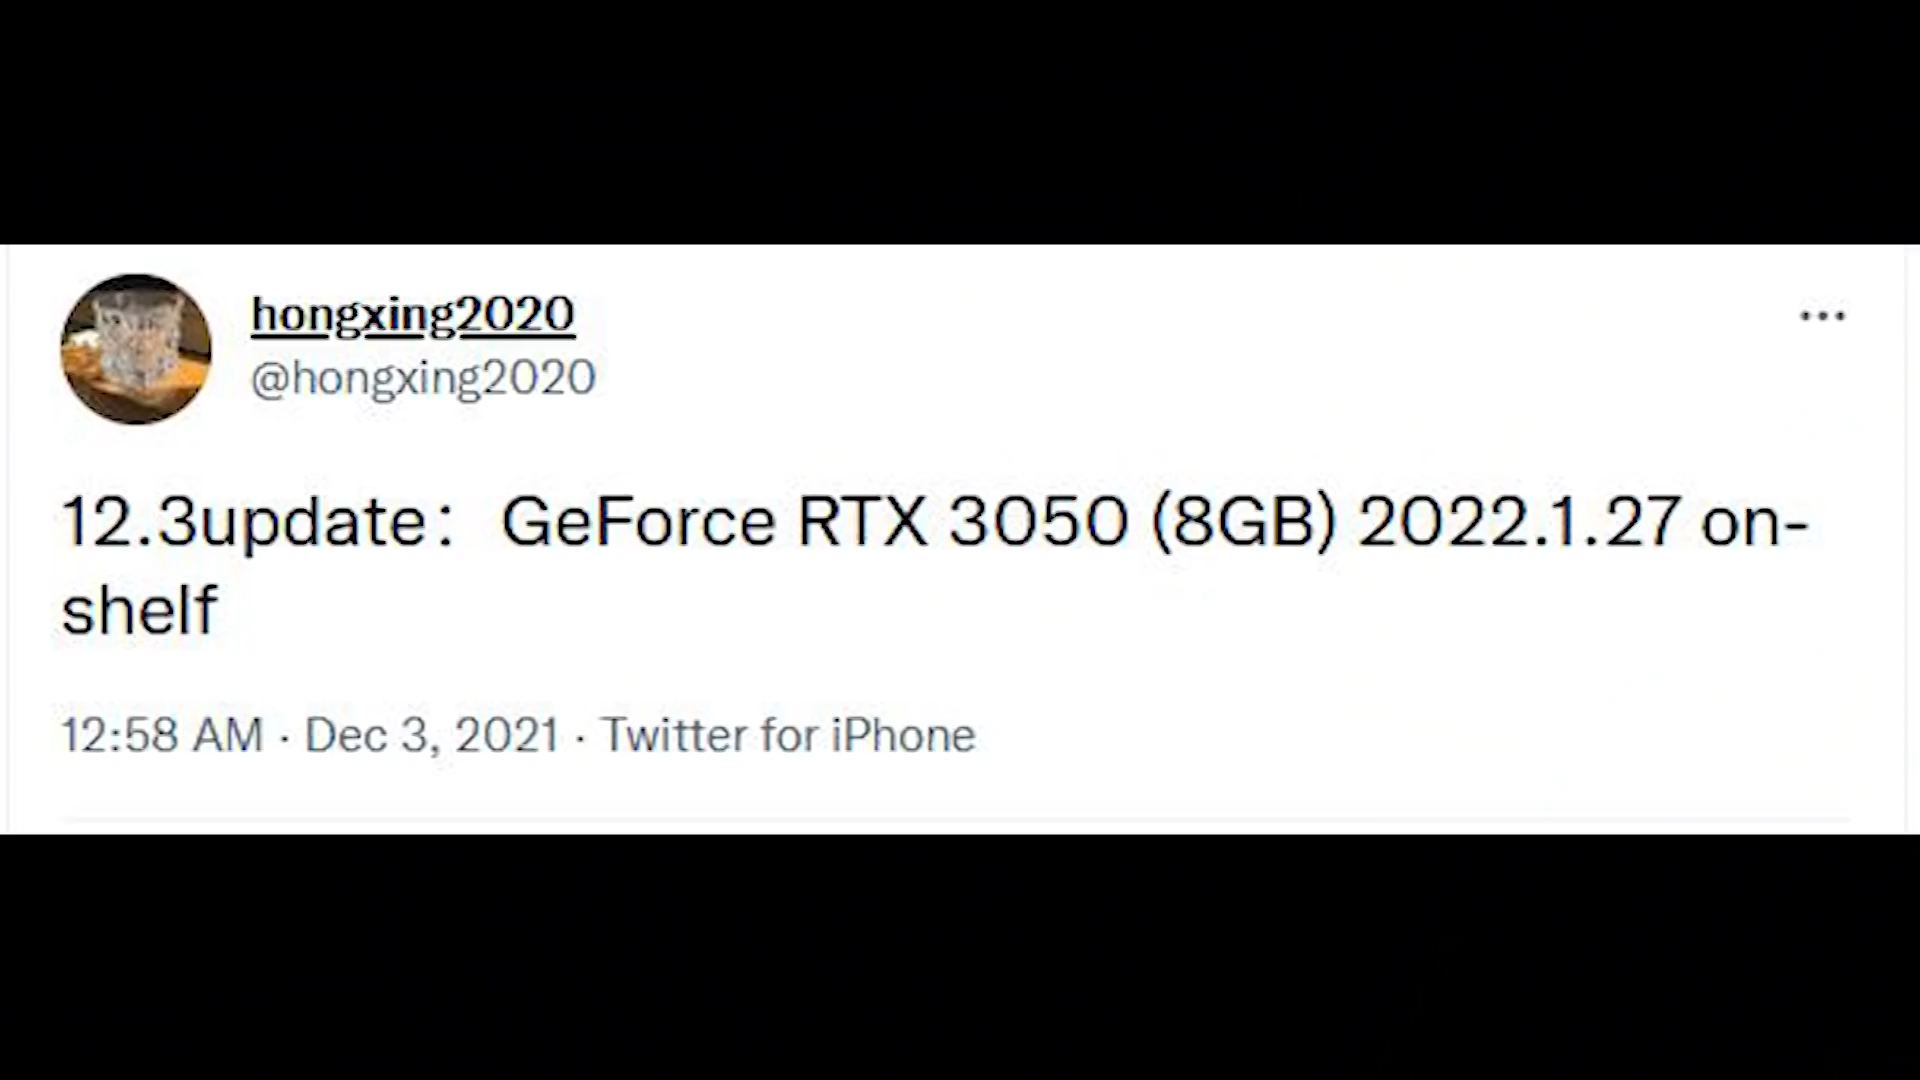 hongxing2020
@hongxing2020
12.3update： GeForce RTX 3050 (8GB) 2022.1.27 on-
shelf
12:58 AM · Dec 3, 2021 · Twitter for iPhone